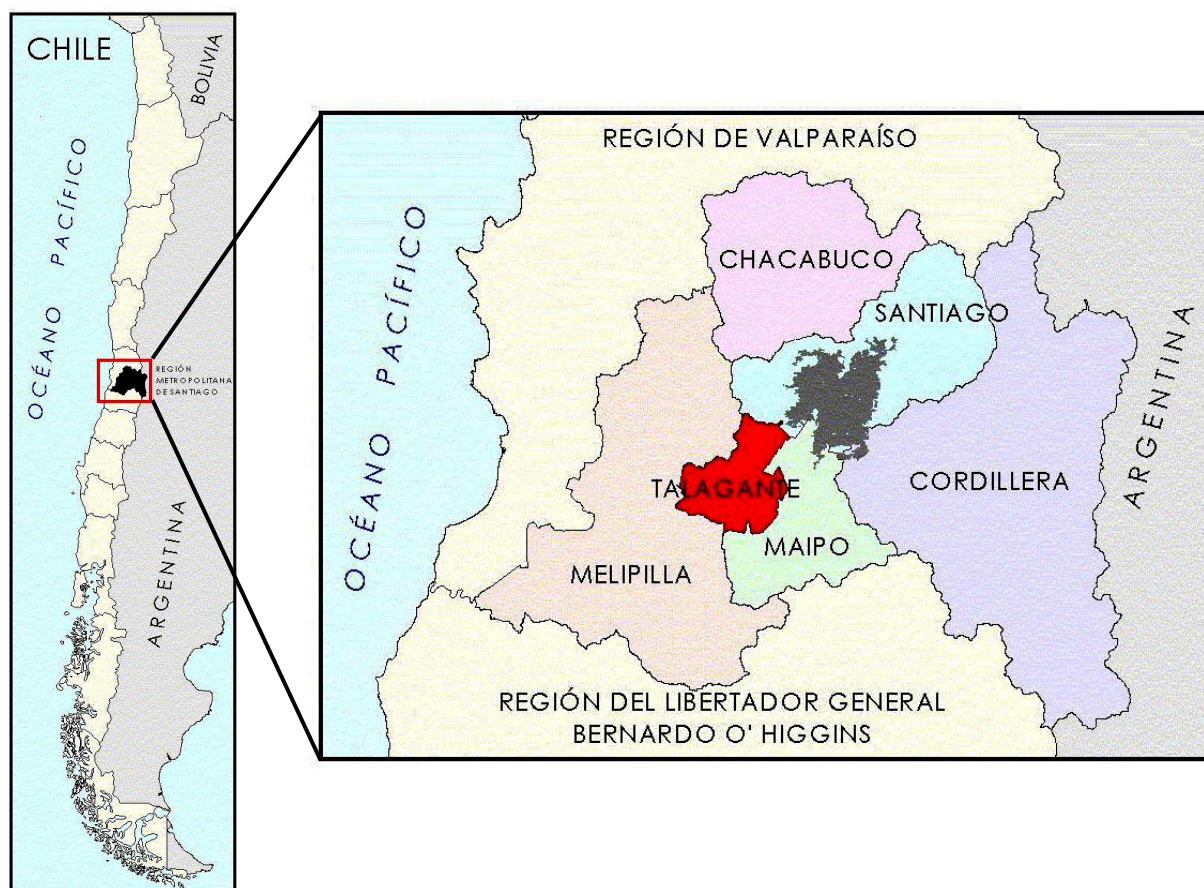 CHILE
BOLIVIA
OCÉANO PACÍFICO
REGIÓN
METROPOLITANA
DE SANTIAGO
ARGENTINA
REGIÓN DE VALPARAÍSO
CHACABUCO
SANTIAGO
OCÉANO PACÍFICO
ARGENTINA
CORDILLERA
TALAGANTE
MAIPO
MELIPILLA
REGIÓN DEL LIBERTADOR GENERAL
BERNARDO O' HIGGINS